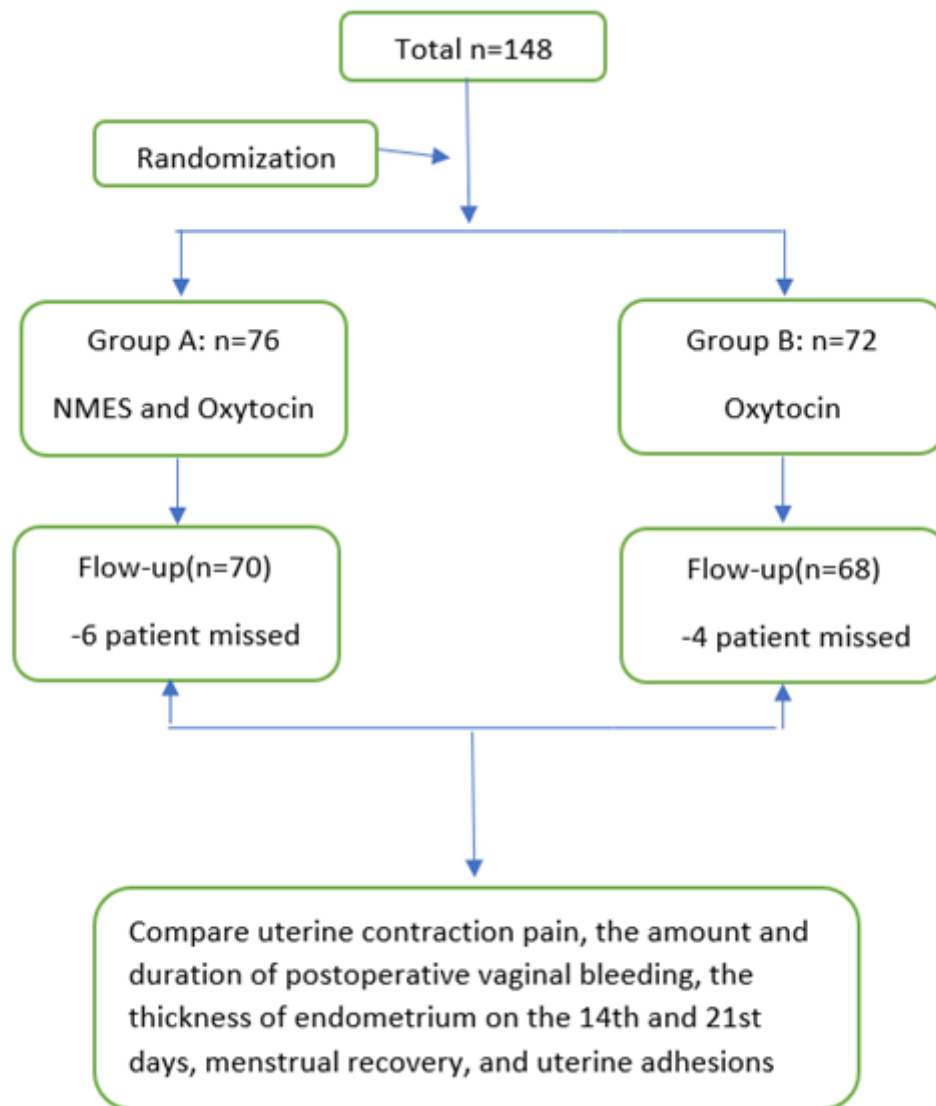 Total n=148
Randomization
Group A: n=76
NMES and Oxytocin
Group B: n=72
Oxytocin
Flow-up(n=70)
-6 patient missed
Flow-up(n=68)
-4 patient missed
Compare uterine contraction pain, the amount and
duration of postoperative vaginal bleeding, the
thickness of endometrium on the 14th and 21st
days, menstrual recovery, and uterine adhesions